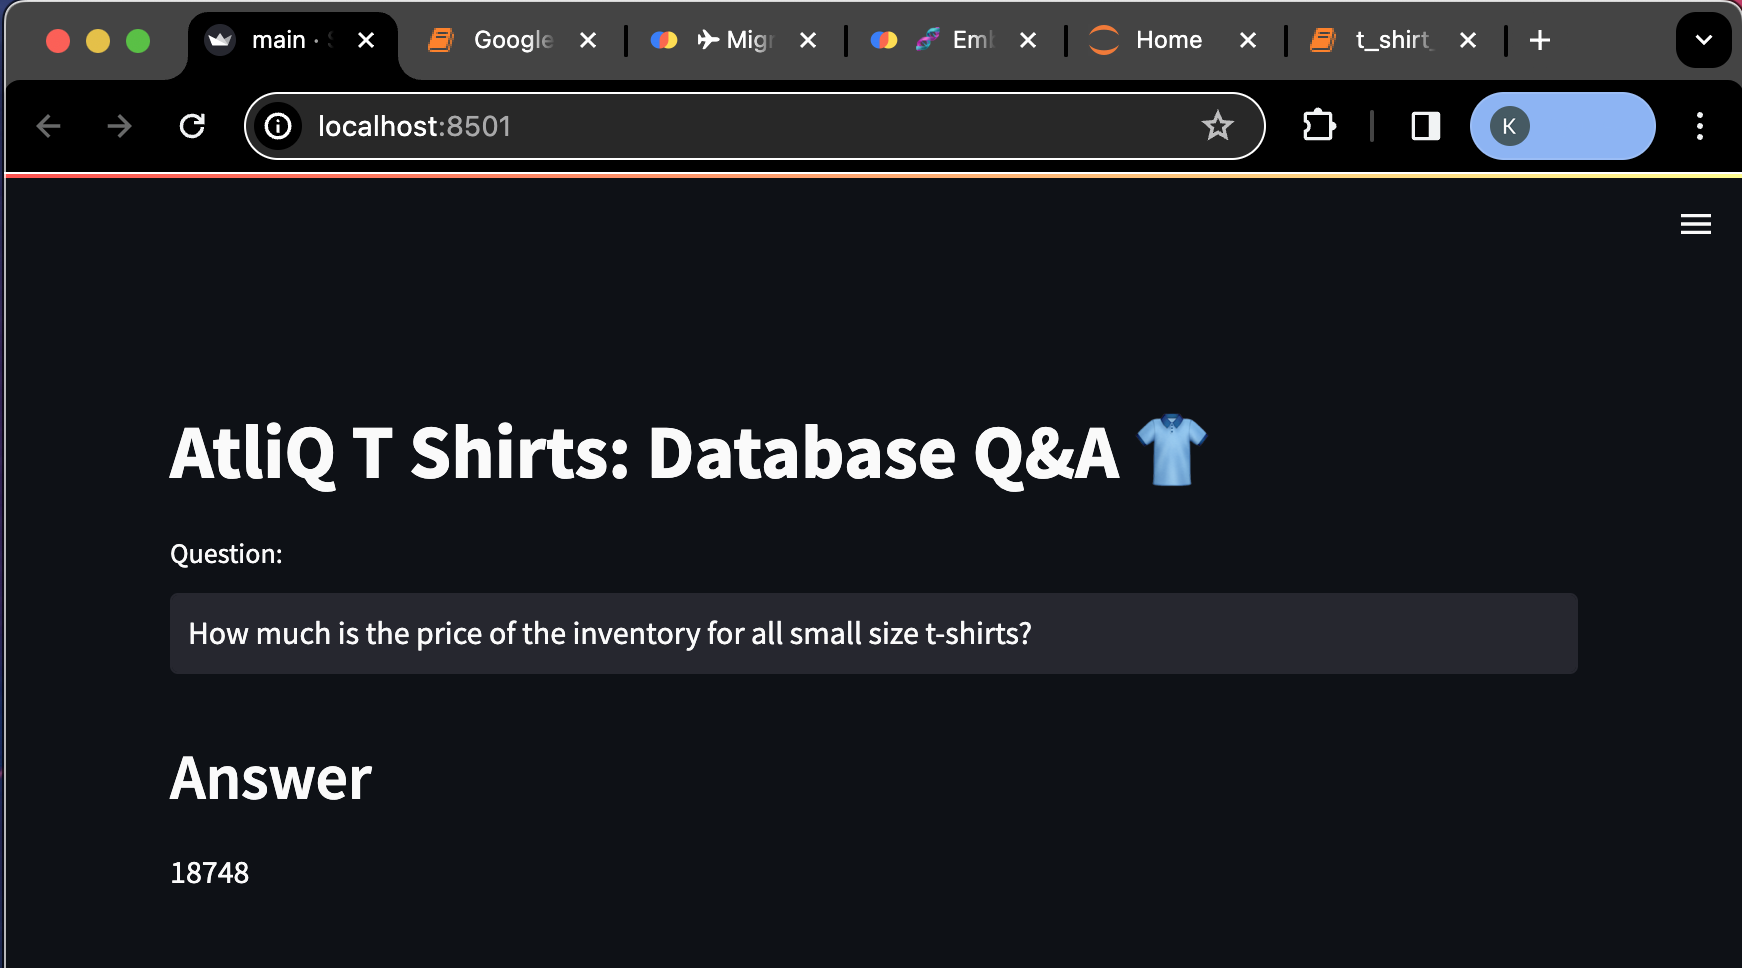 main ·
Google
Migr
Emb
Home
t_shirt_
localhost:8501
K
AtliQ T Shirts: Database Q&A
Question:
How much is the price of the inventory for all small size t-shirts?
Answer
18748